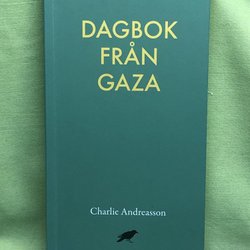 DAGBOK
FRÅN
GAZA
Charlie Andreasson